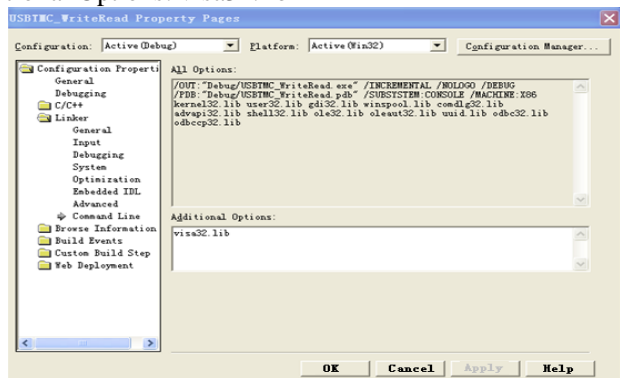 USBTMC_WriteRead Property Pages
Configuration: Active(Debug) Platform: Active(Win32) Configuration Manager...
Configuration Properti
General
Debugging
C/C++
Linker
General
Input
Debugging
System
Optimization
Embedded IDL
Advanced
Command Line
Browse Information
Build Events
Custom Build Step
Web Deployment
All Options:
/OUT:"Debug/USBTMC_WriteRead.exe" /INCREMENTAL /NOLOGO /DEBUG
/PDB:"Debug/USBTMC_WriteRead.pdb" /SUBSYSTEM:CONSOLE /MACHINE:X86
kernel32.lib user32.lib gdi32.lib winspool.lib comdlg32.lib
advapi32.lib shell32.lib ole32.lib oleaut32.lib uuid.lib odbc32.lib
odbccp32.lib
Additional Options:
visa32.lib
OK Cancel Apply Help